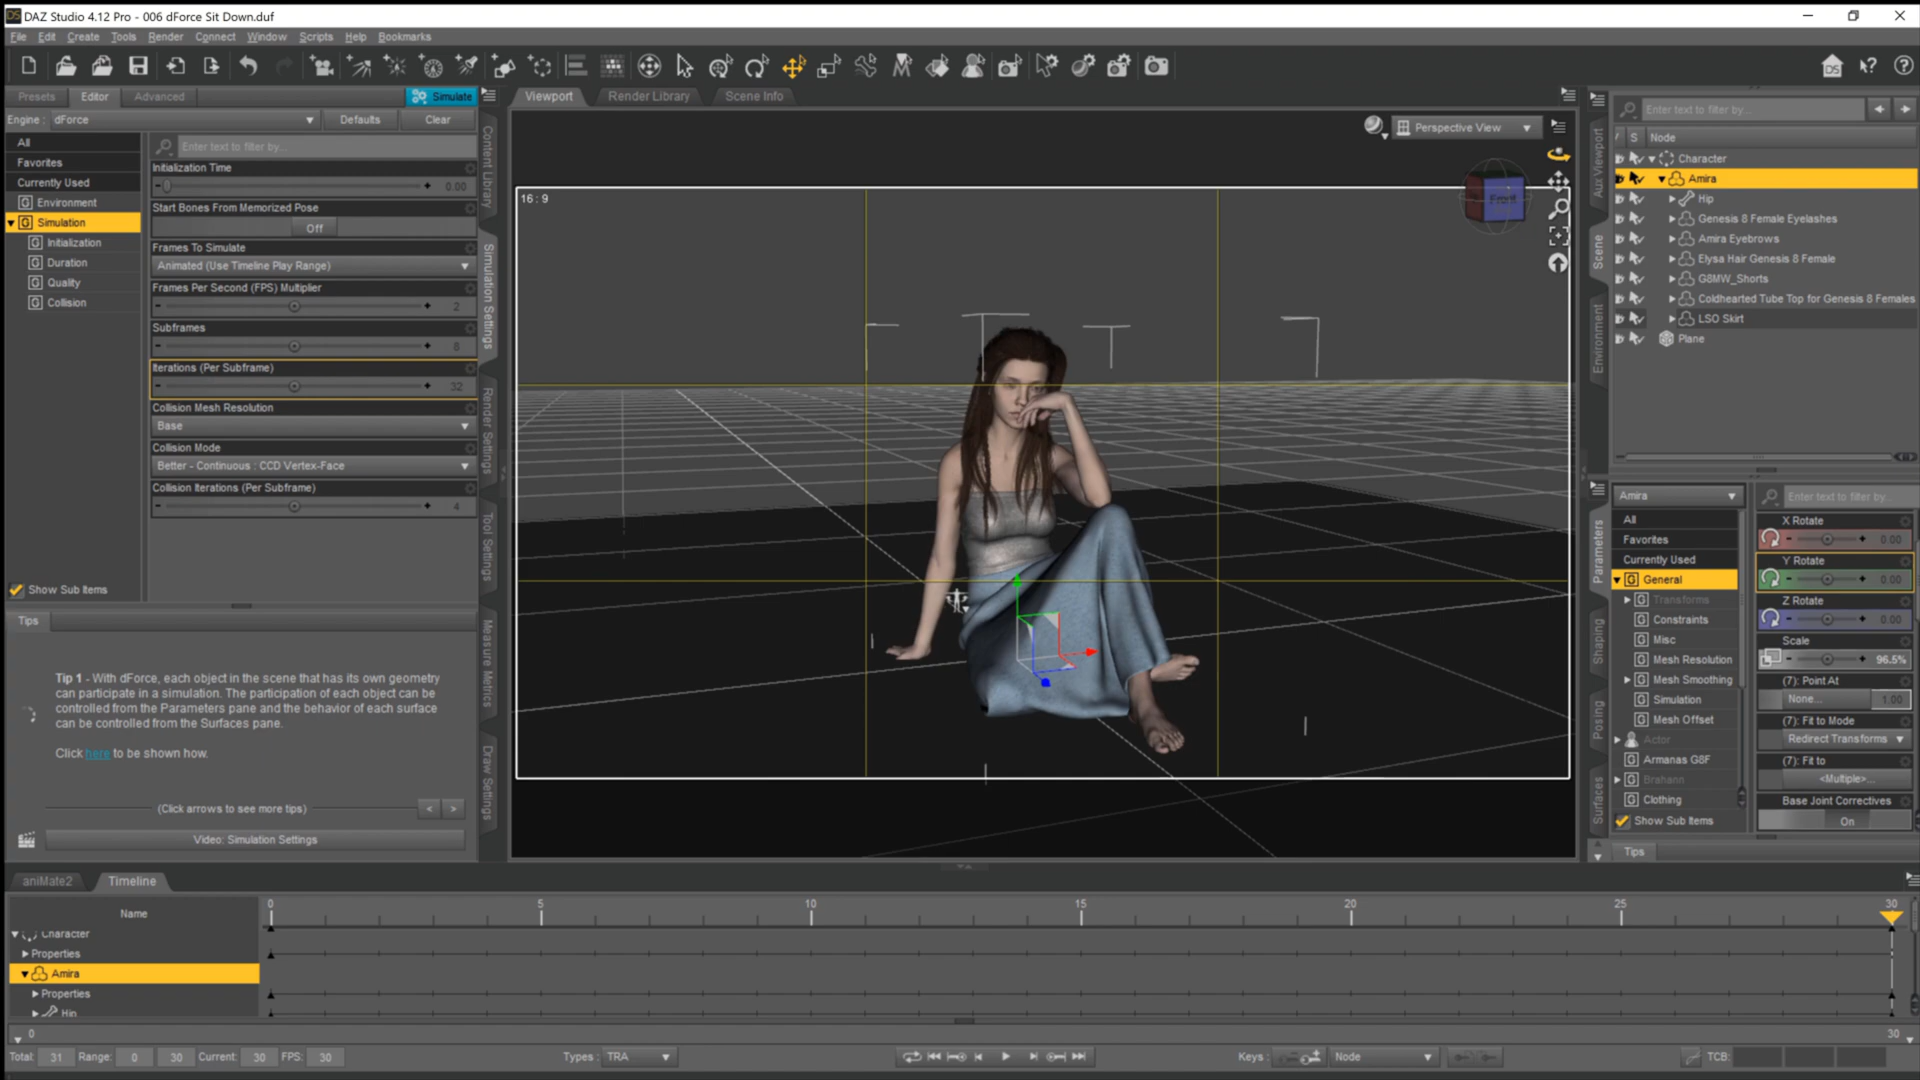 DAZ Studio 4.12 Pro - 006 dForce Sit Down.duf
File Edit Create Tools Render Connect Window Scripts Help Bookmarks
Presets Editor Advanced Simulate
Engine : dForce Defaults Clear
All
Favorites
Currently Used
Environment
Simulation
Initialization
Duration
Quality
Collision
Show Sub Items
Enter text to filter by...
Initialization Time
0.00
Start Bones From Memorized Pose
Off
Frames To Simulate
Animated (Use Timeline Play Range)
Frames Per Second (FPS) Multiplier
2
Subframes
8
Iterations (Per Subframe)
32
Collision Mesh Resolution
Base
Collision Mode
Better - Continuous : CCD Vertex-Face
Collision Iterations (Per Subframe)
4
Tips
Tip 1 - With dForce, each object in the scene that has its own geometry
can participate in a simulation. The participation of each object can be
controlled from the Parameters pane and the behavior of each surface
can be controlled from the Surfaces pane.
Click here to be shown how.
(Click arrows to see more tips) < >
Video: Simulation Settings
Content Library
Simulation Settings
Render Settings
Tool Settings
Measure Metrics
Draw Settings
Viewport Render Library Scene Info
Perspective View
16 : 9
Front
Aux Viewport
Scene
Environment
Enter text to filter by...
S Node
Character
Amira
Hip
Genesis 8 Female Eyelashes
Amira Eyebrows
Elysa Hair Genesis 8 Female
G8MW_Shorts
Coldhearted Tube Top for Genesis 8 Females
LSO Skirt
Plane
Parameters
Shaping
Posing
Surfaces
Amira
All
Favorites
Currently Used
General
Transforms
Constraints
Misc
Mesh Resolution
Mesh Smoothing
Simulation
Mesh Offset
Actor
Armanas G8F
Brahann
Clothing
Show Sub Items
Enter text to filter by...
X Rotate
0.00
Y Rotate
0.00
Z Rotate
0.00
Scale
96.5%
(7): Point At
None... 1.00
(7): Fit to Mode
Redirect Transforms
(7): Fit to
<Multiple>...
Base Joint Correctives
On
Tips
aniMate2 Timeline
Name 0 5 10 15 20 25 30
Character
Properties
Amira
Properties
Hip
0 30
Total: 31 Range: 0 30 Current: 30 FPS: 30 Types : TRA Keys : Node TCB: